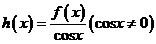 h(x) = f(x)/cosx (cosx ≠ 0)